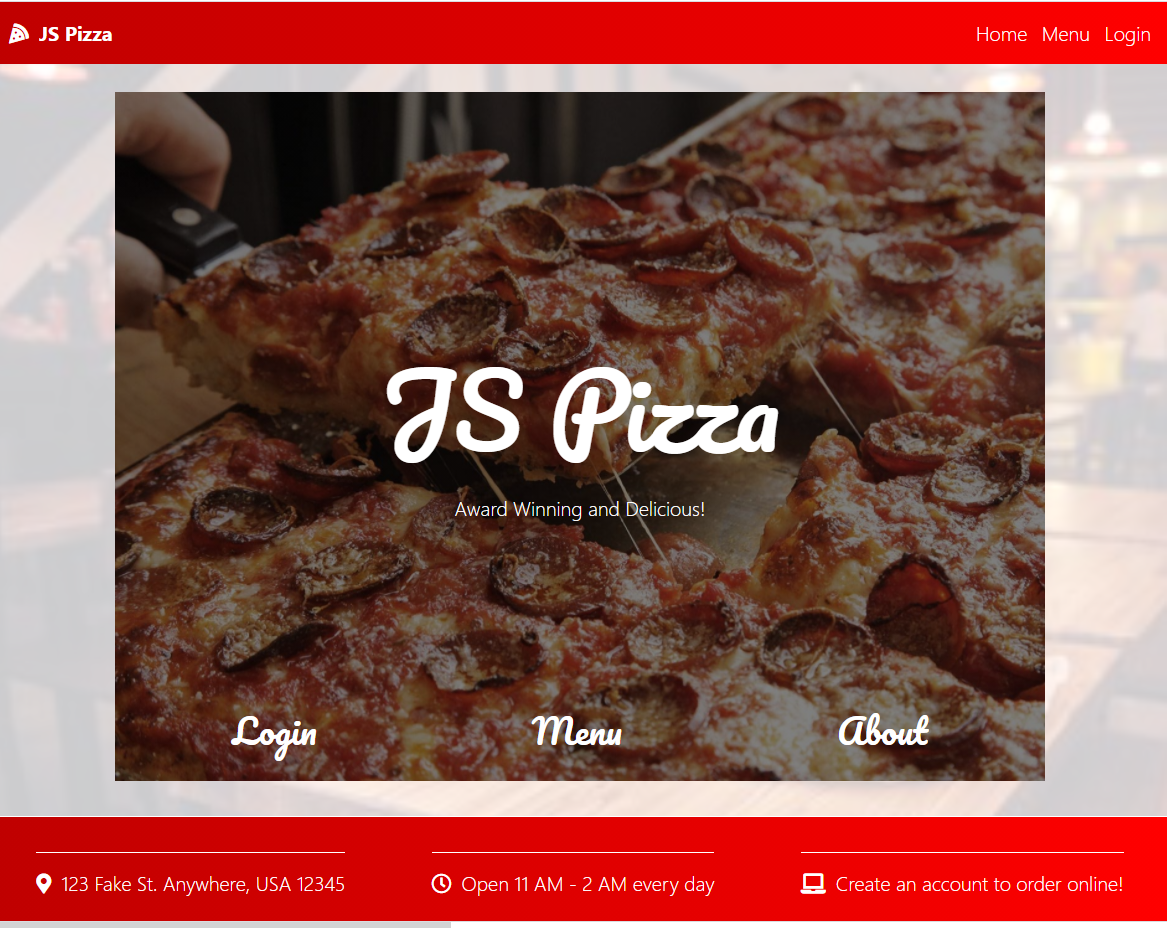 JS Pizza
Home Menu Login
JS Pizza
Award Winning and Delicious!
Login Menu About
123 Fake St. Anywhere, USA 12345
Open 11 AM - 2 AM every day
Create an account to order online!